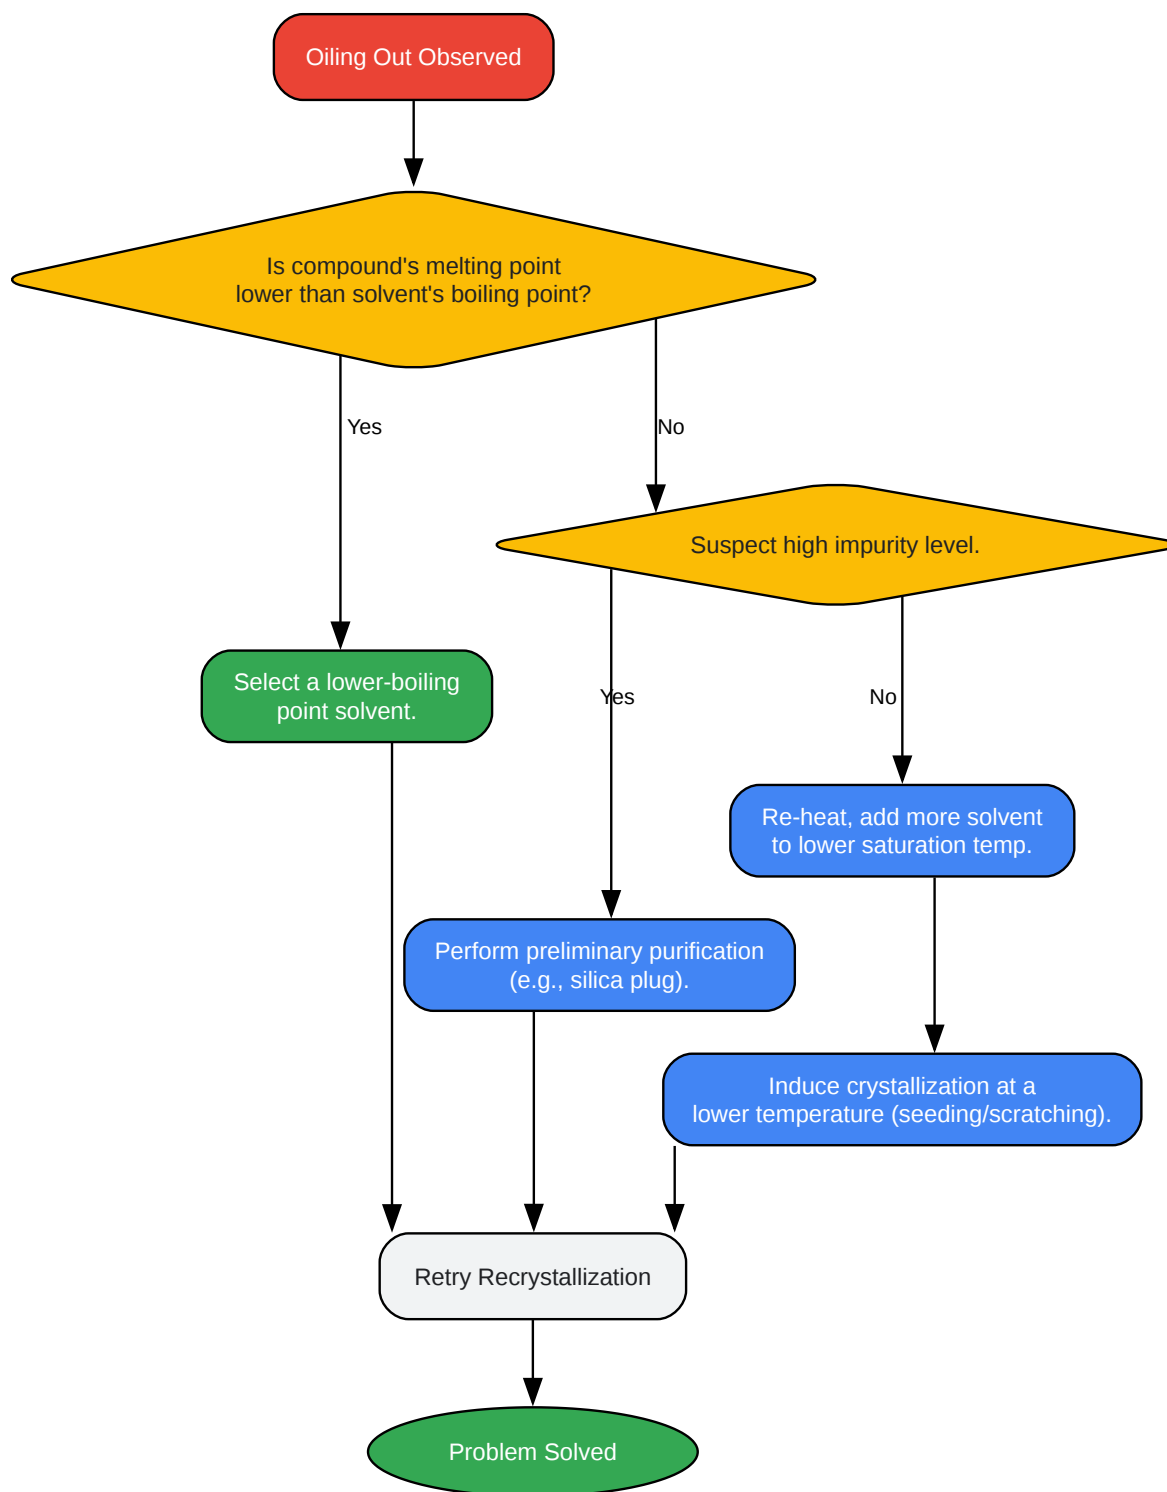 Oiling Out Observed
Is compound's melting point
lower than solvent's boiling point?
Yes
No
Suspect high impurity level.
Select a lower-boiling
point solvent.
Yes
No
Re-heat, add more solvent
to lower saturation temp.
Perform preliminary purification
(e.g., silica plug).
Induce crystallization at a
lower temperature (seeding/scratching).
Retry Recrystallization
Problem Solved